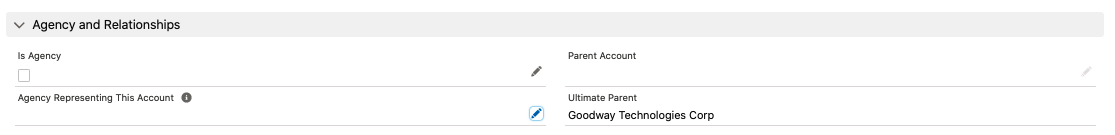 Agency and Relationships
Is Agency
Parent Account
Agency Representing This Account
Ultimate Parent
Goodway Technologies Corp